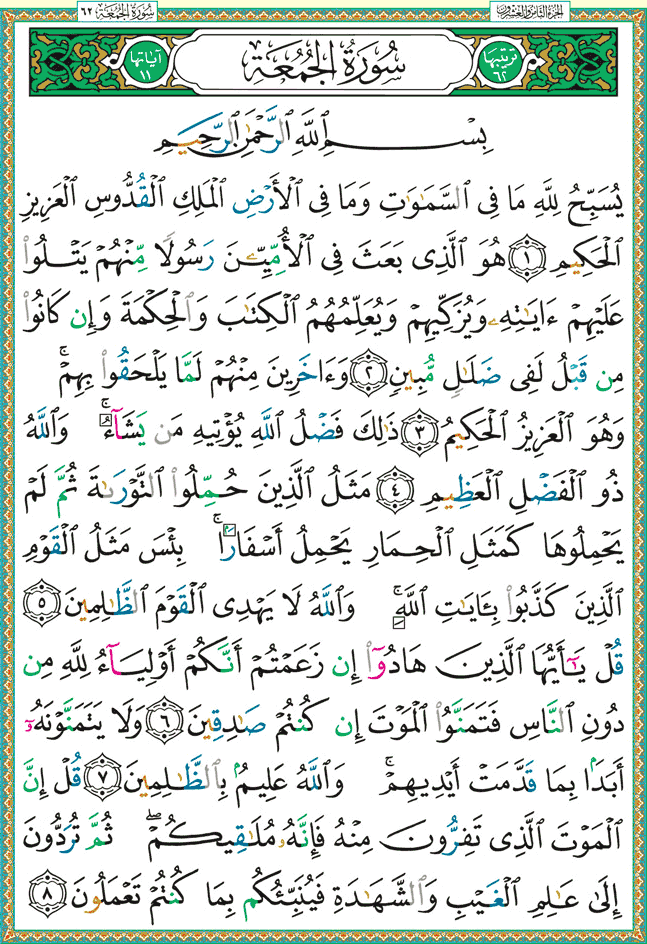 الجزء الثامن والعشرون
سورة الجمعة ٦٢
ترتيبها ٦٢
سُورَةُ الجُمُعَةِ
آياتها ١١
بِسْمِ ٱللَّهِ ٱلرَّحْمَٰنِ ٱلرَّحِيمِ
يُسَبِّحُ لِلَّهِ مَا فِى ٱلسَّمَٰوَٰتِ وَمَا فِى ٱلْأَرْضِ ٱلْمَلِكِ ٱلْقُدُّوسِ ٱلْعَزِيزِ
ٱلْحَكِيمِ ١ هُوَ ٱلَّذِى بَعَثَ فِى ٱلْأُمِّيِّـۧنَ رَسُولًا مِّنْهُمْ يَتْلُوا۟
عَلَيْهِمْ ءَايَٰتِهِۦ وَيُزَكِّيهِمْ وَيُعَلِّمُهُمُ ٱلْكِتَٰبَ وَٱلْحِكْمَةَ وَإِن كَانُوا۟
مِن قَبْلُ لَفِى ضَلَٰلٍ مُّبِينٍ ٢ وَءَاخَرِينَ مِنْهُمْ لَمَّا يَلْحَقُوا۟ بِهِمْ ۚ
وَهُوَ ٱلْعَزِيزُ ٱلْحَكِيمُ ٣ ذَٰلِكَ فَضْلُ ٱللَّهِ يُؤْتِيهِ مَن يَشَآءُ ۚ وَٱللَّهُ
ذُو ٱلْفَضْلِ ٱلْعَظِيمِ ٤ مَثَلُ ٱلَّذِينَ حُمِّلُوا۟ ٱلتَّوْرَىٰةَ ثُمَّ لَمْ
يَحْمِلُوهَا كَمَثَلِ ٱلْحِمَارِ يَحْمِلُ أَسْفَارًۢا ۚ بِئْسَ مَثَلُ ٱلْقَوْمِ
ٱلَّذِينَ كَذَّبُوا۟ بِـَٔايَٰتِ ٱللَّهِ ۚ وَٱللَّهُ لَا يَهْدِى ٱلْقَوْمَ ٱلظَّٰلِمِينَ ٥
قُلْ يَٰٓأَيُّهَا ٱلَّذِينَ هَادُوٓا۟ إِن زَعَمْتُمْ أَنَّكُمْ أَوْلِيَآءُ لِلَّهِ مِن
دُونِ ٱلنَّاسِ فَتَمَنَّوُا۟ ٱلْمَوْتَ إِن كُنتُمْ صَٰدِقِينَ ٦ وَلَا يَتَمَنَّوْنَهُۥٓ
أَبَدًۢا بِمَا قَدَّمَتْ أَيْدِيهِمْ ۚ وَٱللَّهُ عَلِيمٌۢ بِٱلظَّٰلِمِينَ ٧ قُلْ إِنَّ
ٱلْمَوْتَ ٱلَّذِى تَفِرُّونَ مِنْهُ فَإِنَّهُۥ مُلَٰقِيكُمْ ۖ ثُمَّ تُرَدُّونَ
إِلَىٰ عَٰلِمِ ٱلْغَيْبِ وَٱلشَّهَٰدَةِ فَيُنَبِّئُكُم بِمَا كُنتُمْ تَعْمَلُونَ ٨